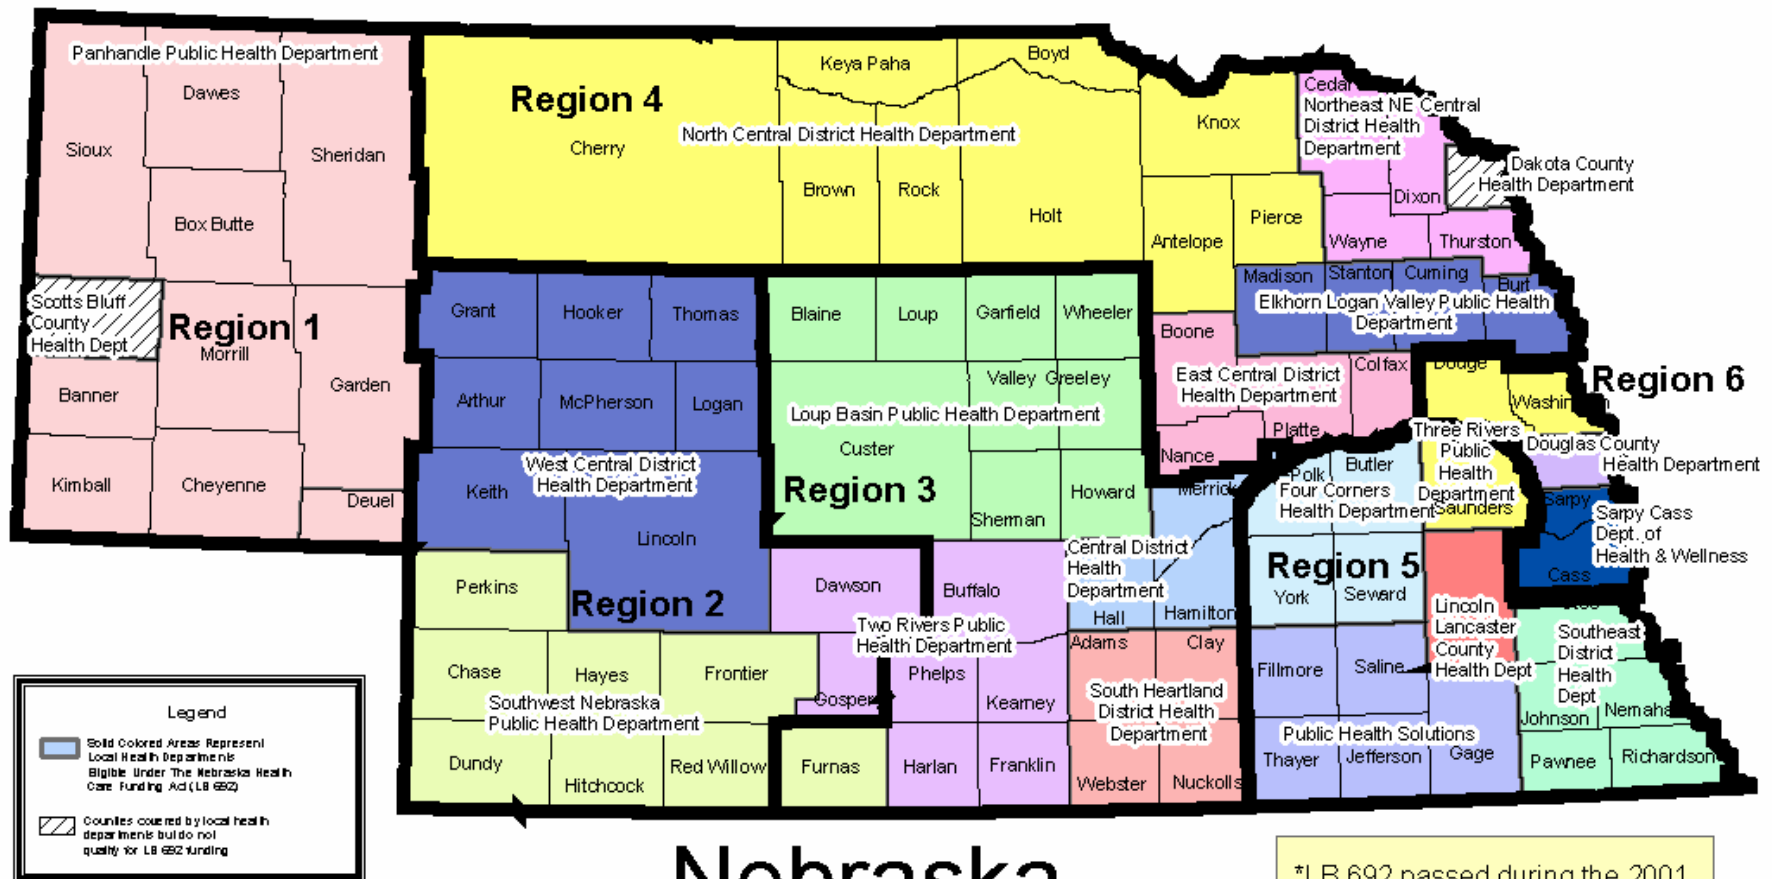 Panhandle Public Health Department
Sioux
Dawes
Sheridan
Box Butte
Scotts Bluff
County
Health Dept
Region 1
Morrill
Garden
Banner
Kimball
Cheyenne
Deuel
Region 4
Cherry
Keya Paha
Boyd
North Central District Health Department
Brown
Rock
Holt
Knox
Antelope
Pierce
Cedar
Northeast NE Central
District Health
Department
Dixon
Wayne
Thurston
Dakota County
Health Department
Madison
Stanton
Cuming
Burt
Elkhorn Logan Valley Public Health
Department
Grant
Hooker
Thomas
Arthur
McPherson
Logan
West Central District
Health Department
Keith
Lincoln
Region 2
Blaine
Loup
Garfield
Wheeler
Valley
Greeley
Loup Basin Public Health Department
Custer
Region 3
Sherman
Howard
Boone
East Central District
Health Department
Colfax
Platte
Nance
Dodge
Washin
Region 6
Three Rivers
Public
Health
Department
Saunders
Douglas County
Health Department
Sarpy
Sarpy Cass
Dept. of
Health & Wellness
Cass
Merrick
Central District
Health
Department
Hall
Hamilton
Polk
Butler
Four Corners
Health Department
Region 5
York
Seward
Lincoln
Lancaster
County
Health Dept
Southeast
District
Health
Dept
Johnson
Nemaha
Pawnee
Richardson
Fillmore
Saline
Public Health Solutions
Thayer
Jefferson
Gage
Perkins
Chase
Hayes
Frontier
Southwest Nebraska
Public Health Department
Dundy
Hitchcock
Red Willow
Furnas
Dawson
Buffalo
Two Rivers Public
Health Department
Gosper
Phelps
Kearney
Harlan
Franklin
Adams
Clay
South Heartland
District Health
Department
Webster
Nuckolls
Legend
Solid Colored Areas Represent
Local Health Departments
Eligible Under The Nebraska Health
Care Funding Act (LB 692)
Counties covered by local health
departments but do not
qualify for LB 692 funding
Nebraska
*LB 692 passed during the 2001